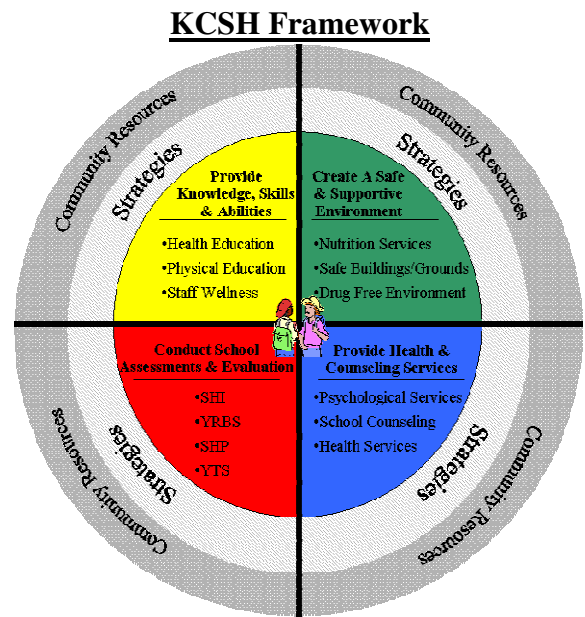 KCSH Framework
Community Resources
Strategies
Provide
Knowledge, Skills
& Abilities
•Health Education
•Physical Education
•Staff Wellness
Community Resources
Strategies
Create A Safe
& Supportive
Environment
•Nutrition Services
•Safe Buildings/Grounds
•Drug Free Environment
Community Resources
Strategies
Conduct School
Assessments & Evaluation
•SHI
•YRBS
•SHP
•YTS
Provide Health &
Counseling Services
•Psychological Services
•School Counseling
•Health Services
Strategies
Community Resources